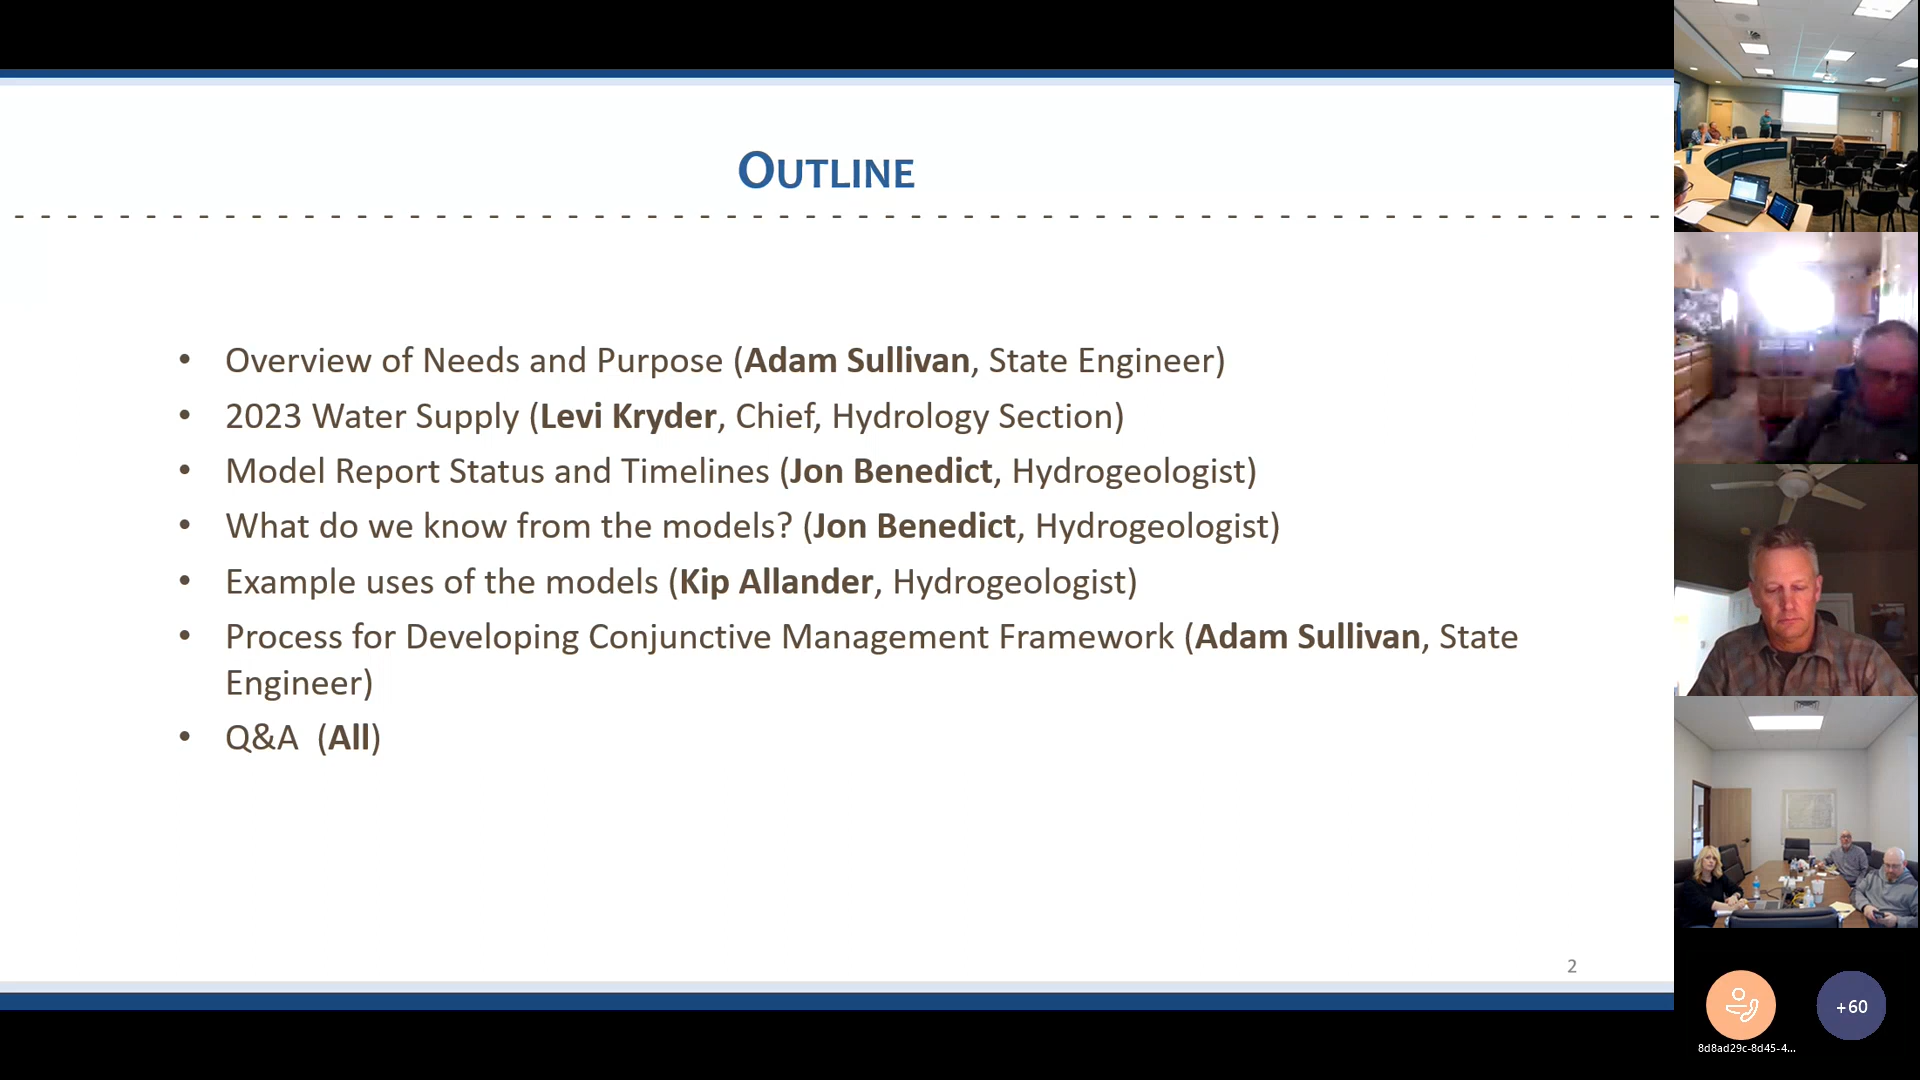 OUTLINE
• Overview of Needs and Purpose (Adam Sullivan, State Engineer)
• 2023 Water Supply (Levi Kryder, Chief, Hydrology Section)
• Model Report Status and Timelines (Jon Benedict, Hydrogeologist)
• What do we know from the models? (Jon Benedict, Hydrogeologist)
• Example uses of the models (Kip Allander, Hydrogeologist)
• Process for Developing Conjunctive Management Framework (Adam Sullivan, State
Engineer)
• Q&A (All)
2
+60
8d8ad29c-8d45-4...